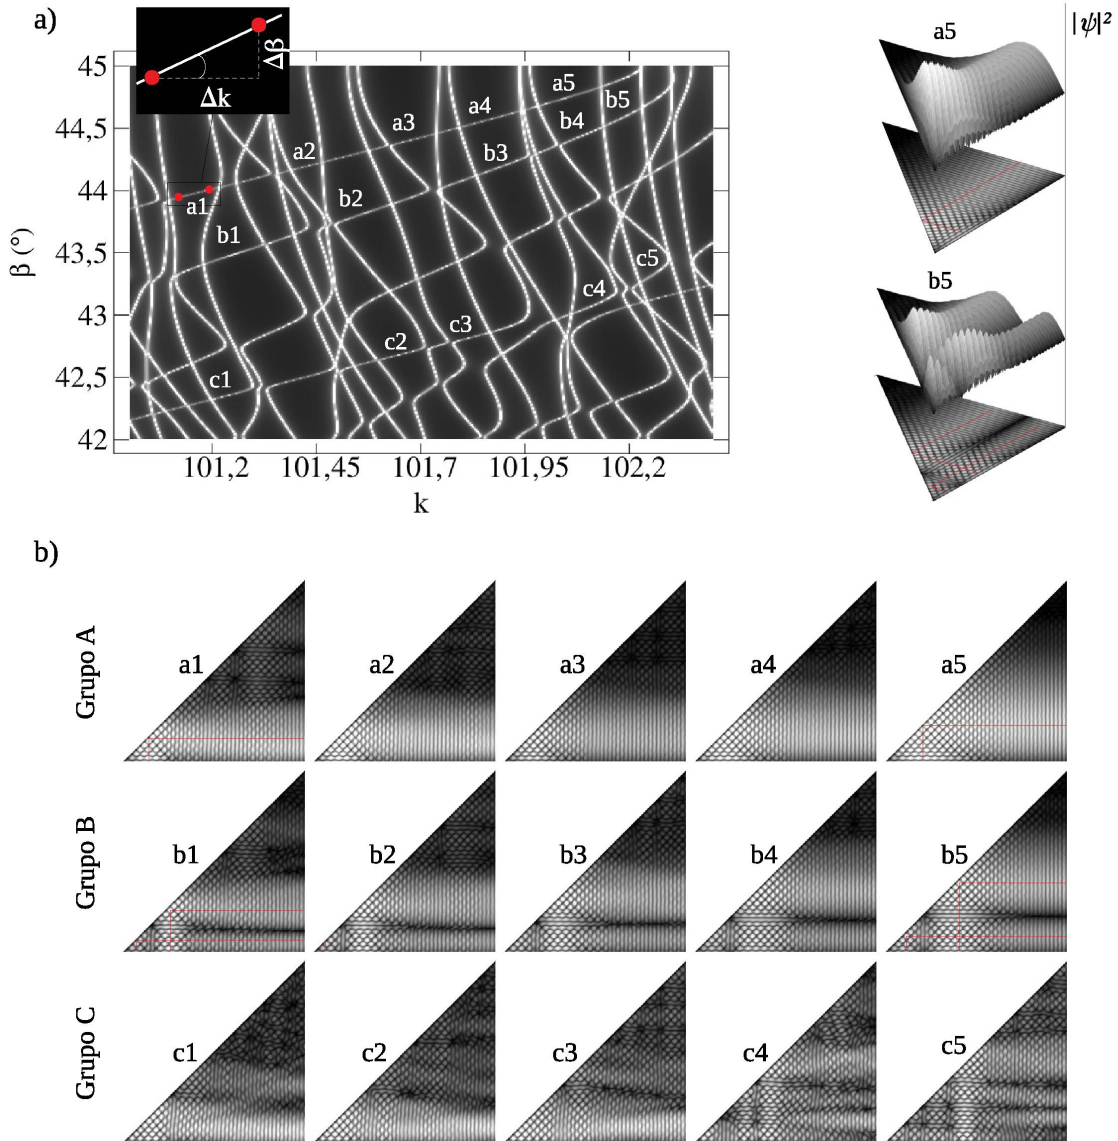 a)
Δβ
Δk
45
44,5
44
43,5
43
42,5
42
β (°)
101,2
101,45
101,7
101,95
102,2
k
a1
a2
a3
a4
a5
b1
b2
b3
b4
b5
c1
c2
c3
c4
c5
|ψ|²
a5
b5
b)
Grupo A
a1
a2
a3
a4
a5
Grupo B
b1
b2
b3
b4
b5
Grupo C
c1
c2
c3
c4
c5